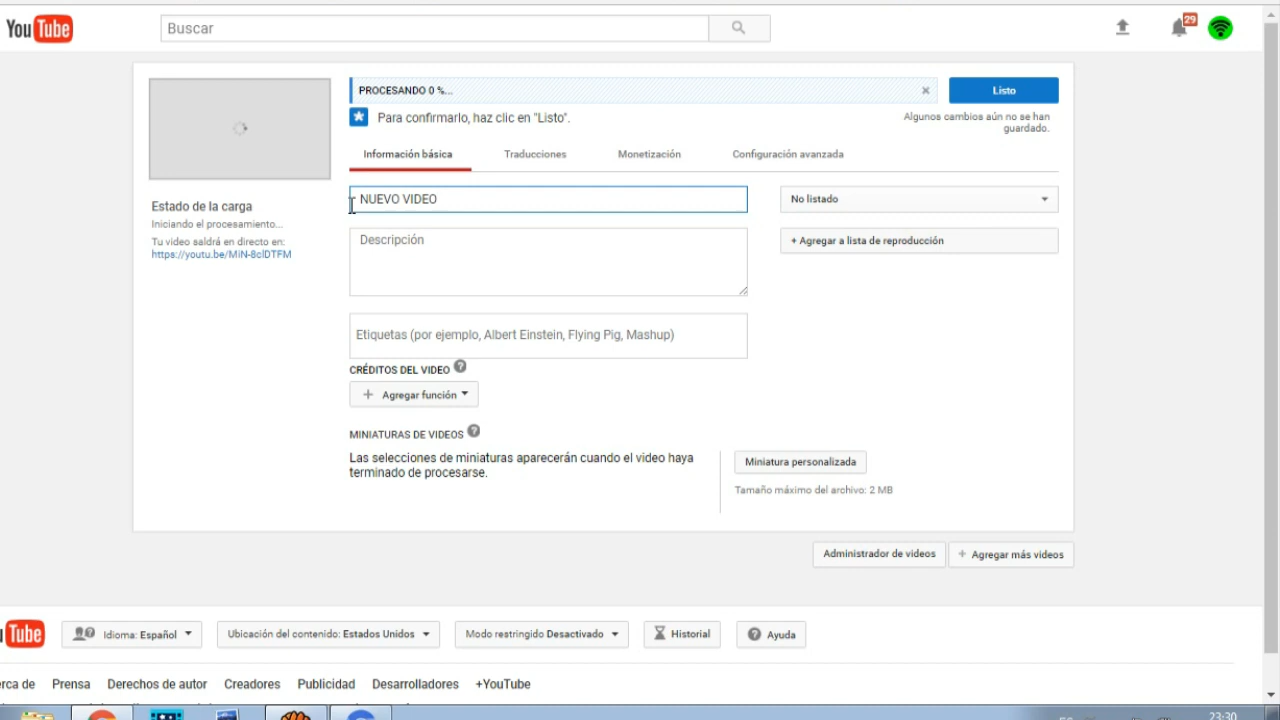 YouTube
Buscar
29
PROCESANDO 0 %...
×
Listo
Para confirmarlo, haz clic en "Listo".
Algunos cambios aún no se han
guardado.
Información básica
Traducciones
Monetización
Configuración avanzada
NUEVO VIDEO
No listado
Descripción
+ Agregar a lista de reproducción
Estado de la carga
Iniciando el procesamiento...
Tu video saldrá en directo en:
https://youtu.be/MiN-8clDTFM
Etiquetas (por ejemplo, Albert Einstein, Flying Pig, Mashup)
CRÉDITOS DEL VIDEO ?
+ Agregar función
MINIATURAS DE VIDEOS ?
Las selecciones de miniaturas aparecerán cuando el video haya
terminado de procesarse.
Miniatura personalizada
Tamaño máximo del archivo: 2 MB
Administrador de videos
+ Agregar más videos
Tube
Idioma: Español
Ubicación del contenido: Estados Unidos
Modo restringido Desactivado
Historial
? Ayuda
rca de
Prensa
Derechos de autor
Creadores
Publicidad
Desarrolladores
+YouTube
23:30